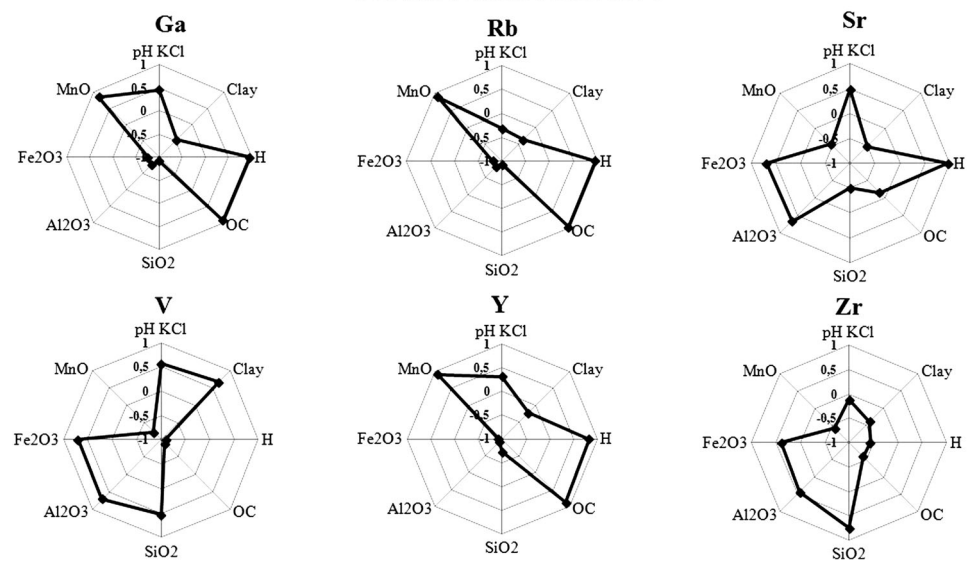 Ga
pH KCl
1
0,5
0
-0,5
-1
Clay
H
OC
SiO2
Al2O3
Fe2O3
MnO
Rb
pH KCl
1
0,5
0
-0,5
-1
Clay
H
OC
SiO2
Al2O3
Fe2O3
MnO
Sr
pH KCl
1
0,5
0
-0,5
-1
Clay
H
OC
SiO2
Al2O3
Fe2O3
MnO
V
pH KCl
1
0,5
0
-0,5
-1
Clay
H
OC
SiO2
Al2O3
Fe2O3
MnO
Y
pH KCl
1
0,5
0
-0,5
-1
Clay
H
OC
SiO2
Al2O3
Fe2O3
MnO
Zr
pH KCl
1
0,5
0
-0,5
-1
Clay
H
OC
SiO2
Al2O3
Fe2O3
MnO